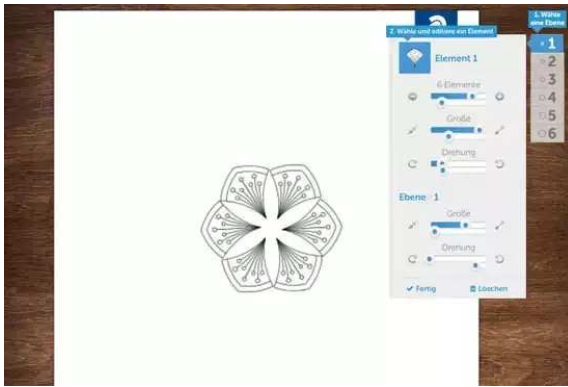 1. Wähle
eine Ebene
2. Wähle und editiere ein Element
Element 1
6 Elemente
Größe
Drehung
Ebene 1
Größe
Drehung
Fertig
Löschen
1
2
3
4
5
6